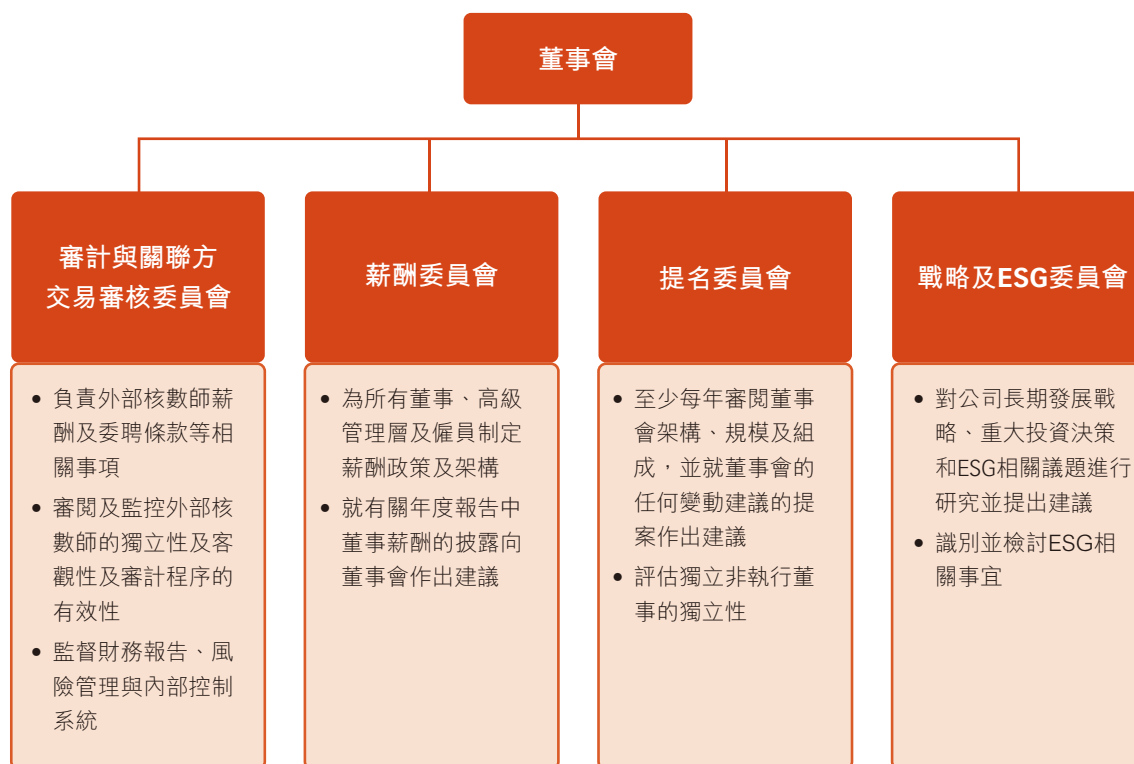 董事會
審計與關聯方
交易審核委員會
• 負責外部核數師薪
酬及委聘條款等相
關事項
• 審閱及監控外部核
數師的獨立性及客
觀性及審計程序的
有效性
• 監督財務報告、風
險管理與內部控制
系統
薪酬委員會
• 為所有董事、高級
管理層及僱員制定
薪酬政策及架構
• 就有關年度報告中
董事薪酬的披露向
董事會作出建議
提名委員會
• 至少每年審閱董事
會架構、規模及組
成，並就董事會的
任何變動建議的提
案作出建議
• 評估獨立非執行董
事的獨立性
戰略及ESG委員會
• 對公司長期發展戰
略、重大投資決策
和ESG相關議題進行
研究並提出建議
• 識別並檢討ESG相
關事宜